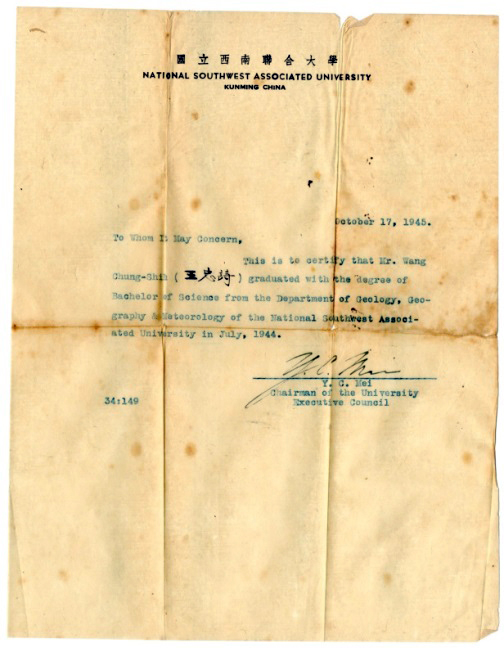 國立西南聯合大學
NATIONAL SOUTHWEST ASSOCIATED UNIVERSITY
KUNMING CHINA
October 17, 1945.
To Whom It May Concern,
This is to certify that Mr. Wang
Chung-Shih (王忠詩) graduated with the degree of
Bachelor of Science from the Department of Geology, Geo-
graphy & Meteorology of the National Southwest Associ-
ated University in July, 1944.
Y. C. Mei
Y. C. Mei
Chairman of the University
Executive Council
34:149